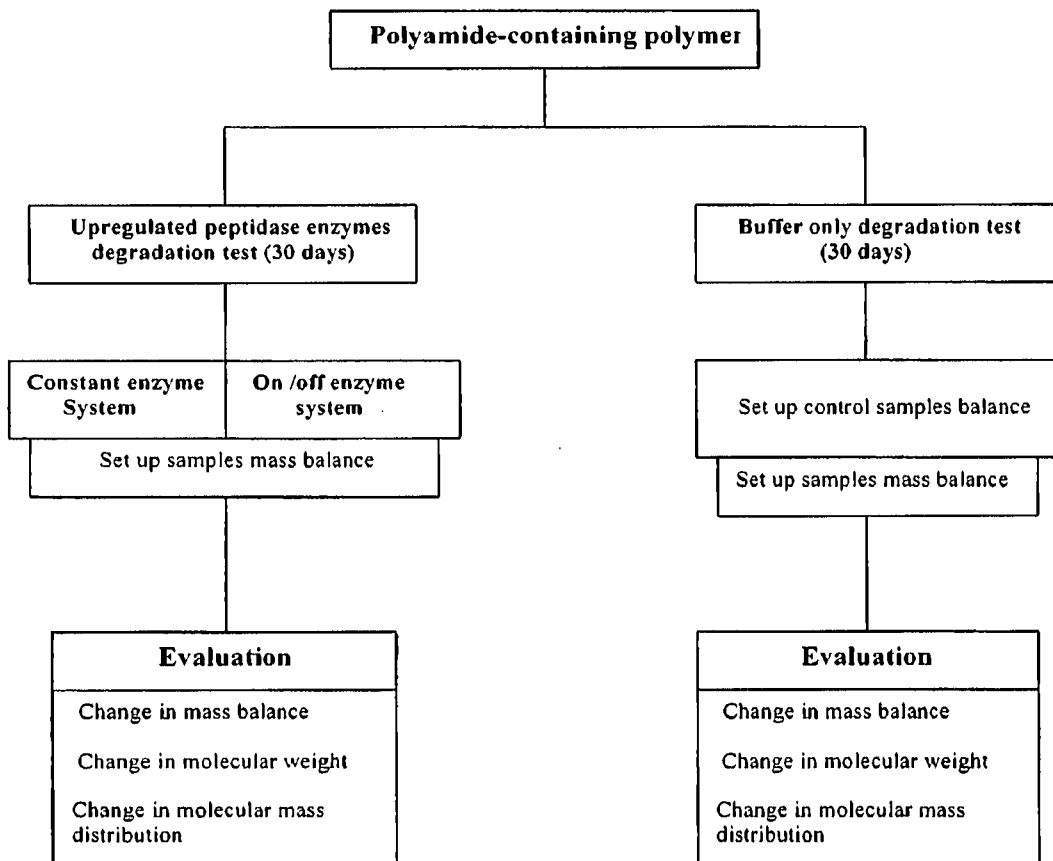 Polyamide-containing polymer
Upregulated peptidase enzymes
degradation test (30 days)
Buffer only degradation test
(30 days)
Constant enzyme
System
On /off enzyme
system
Set up samples mass balance
Set up control samples balance
Set up samples mass balance
Evaluation
Change in mass balance
Change in molecular weight
Change in molecular mass
distribution
Evaluation
Change in mass balance
Change in molecular weight
Change in molecular mass
distribution